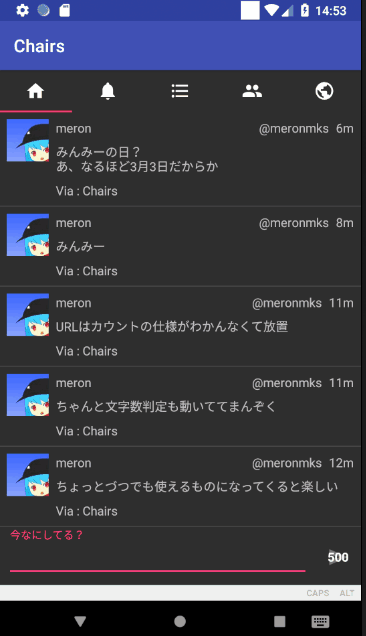 14:53
Chairs
meron @meronmks 6m
みんみーの日？
あ、なるほど3月3日だからか
Via : Chairs
meron @meronmks 8m
みんみー
Via : Chairs
meron @meronmks 11m
URLはカウントの仕様がわかんなくて放置
Via : Chairs
meron @meronmks 11m
ちゃんと文字数判定も動いててまんぞく
Via : Chairs
meron @meronmks 12m
ちょっとづつでも使えるものになってくると楽しい
Via : Chairs
今なにしてる？
500
CAPS ALT